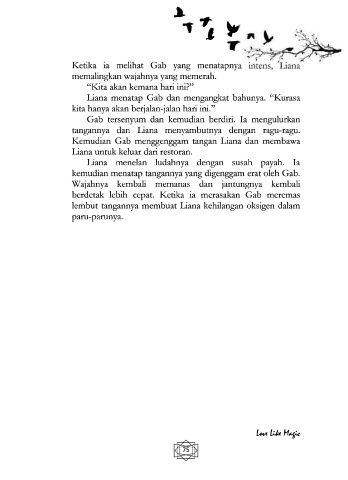 Ketika ia melihat Gab yang menatapnya intens, Liana
memalingkan wajahnya yang memerah.
“Kita akan kemana hari ini?”
Liana menatap Gab dan mengangkat bahunya. “Kurasa
kita hanya akan berjalan-jalan hari ini.”
Gab tersenyum dan kemudian berdiri. Ia mengulurkan
tangannya dan Liana menyambutnya dengan ragu-ragu.
Kemudian Gab menggenggam tangan Liana dan membawa
Liana untuk keluar dari restoran.
Liana menelan ludahnya dengan susah payah. Ia
kemudian menatap tangannya yang digenggam erat oleh Gab.
Wajahnya kembali memanas dan jantungnya kembali
berdetak lebih cepat. Ketika ia merasakan Gab meremas
lembut tangannya membuat Liana kehilangan oksigen dalam
paru-parunya.
Love Like Magic
75